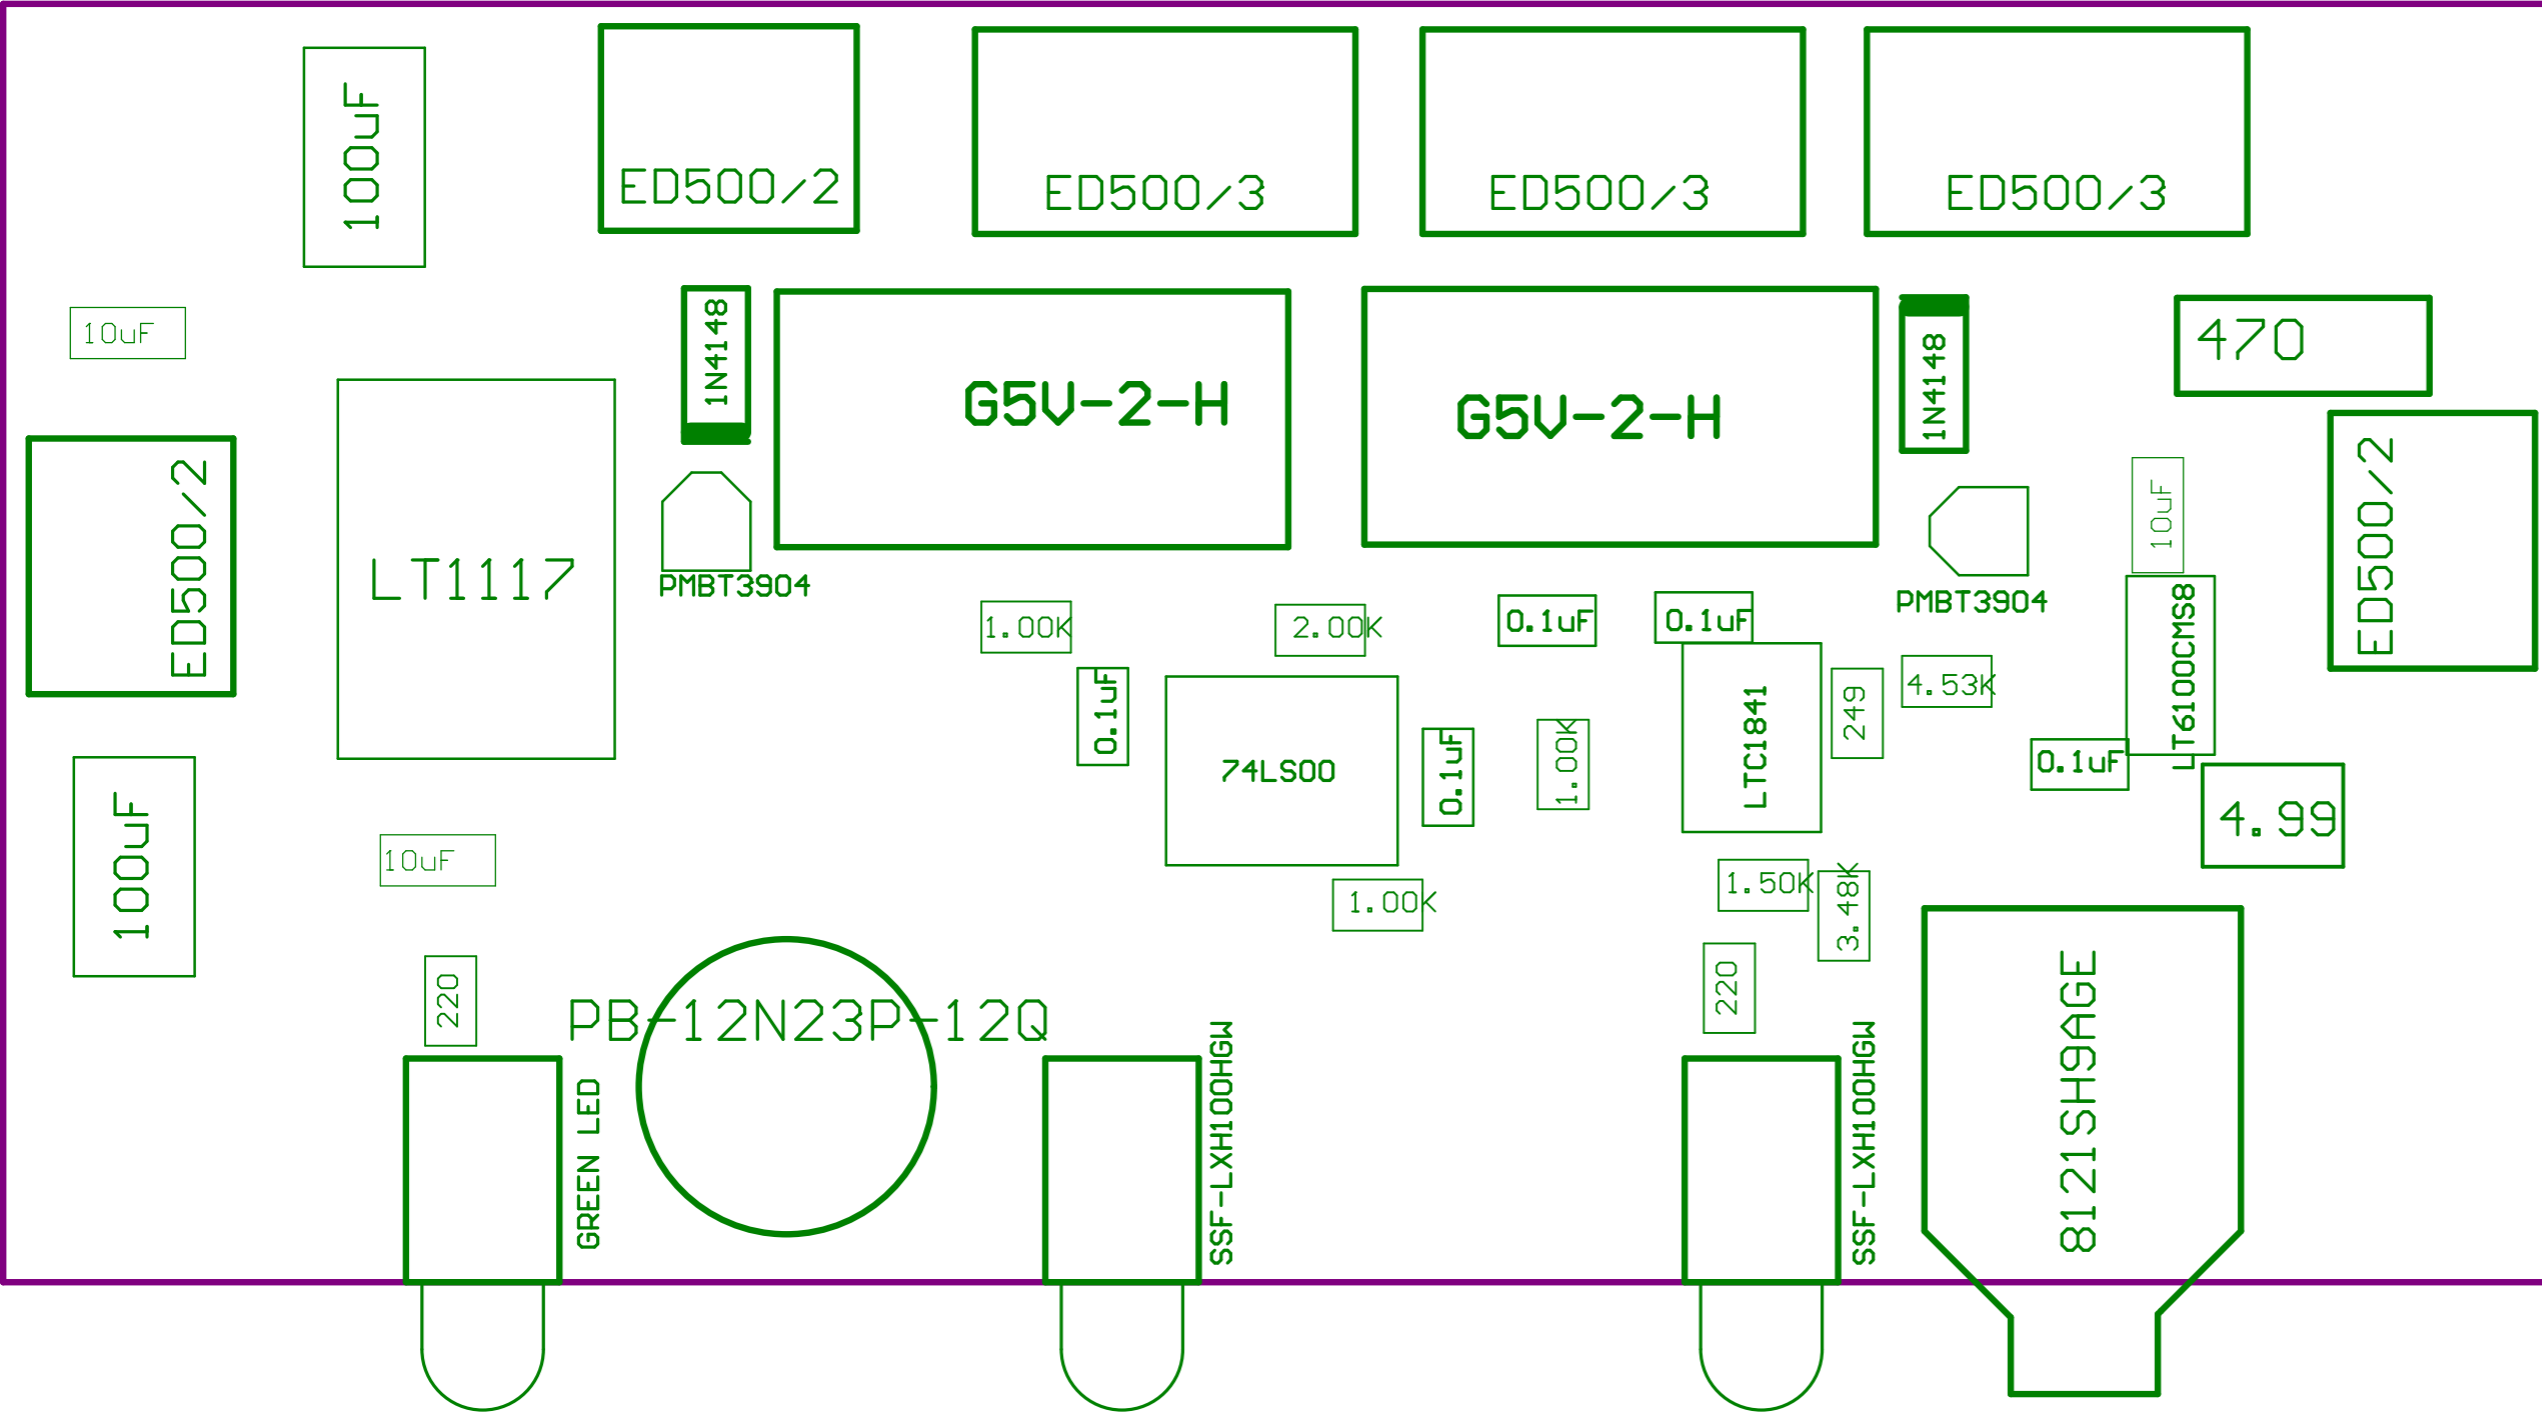 100uF
ED500/2
ED500/3
ED500/3
ED500/3
10uF
1N4148
G5V-2-H
G5V-2-H
1N4148
470
ED500/2
LT1117
PMBT3904
PMBT3904
10uF
ED500/2
1.00K
2.00K
0.1uF
0.1uF
4.53K
LT6100CMS8
0.1uF
74LS00
0.1uF
1.00K
LTC1841
249
0.1uF
4.99
100uF
10uF
1.00K
1.50K
3.48K
220
PB-12N23P-12Q
220
GREEN LED
SSF-LXH100HGW
SSF-LXH100HGW
8121SH9AGE